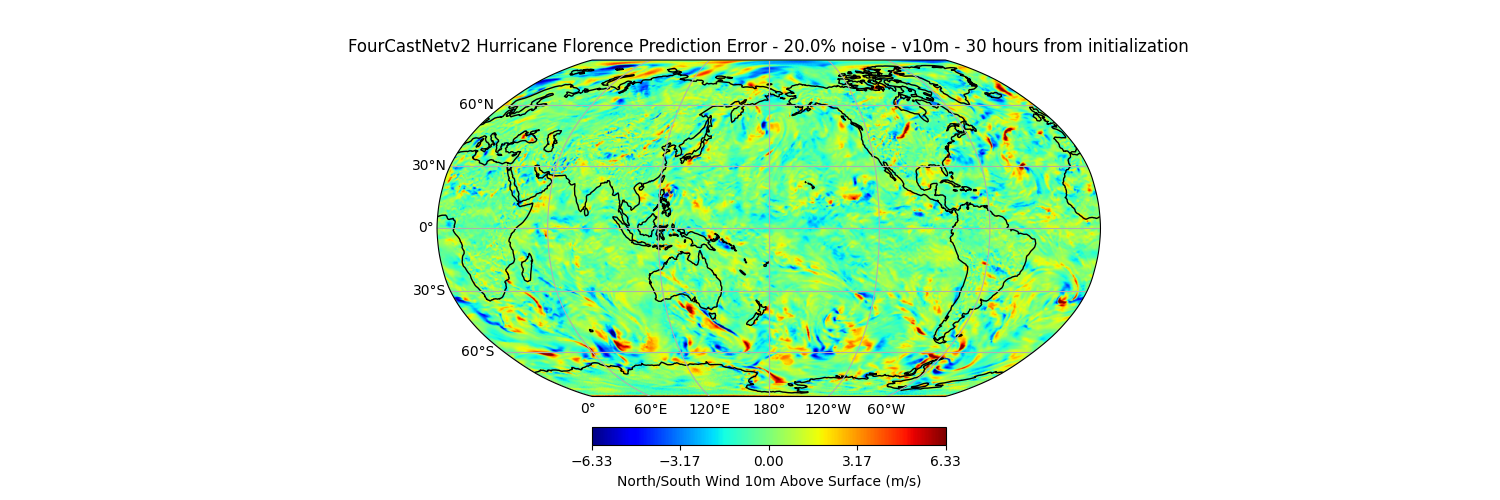 FourCastNetv2 Hurricane Florence Prediction Error - 20.0% noise - v10m - 30 hours from initialization
60°N
30°N
0°
30°S
60°S
0° 60°E 120°E 180° 120°W 60°W
−6.33 −3.17 0.00 3.17 6.33
North/South Wind 10m Above Surface (m/s)